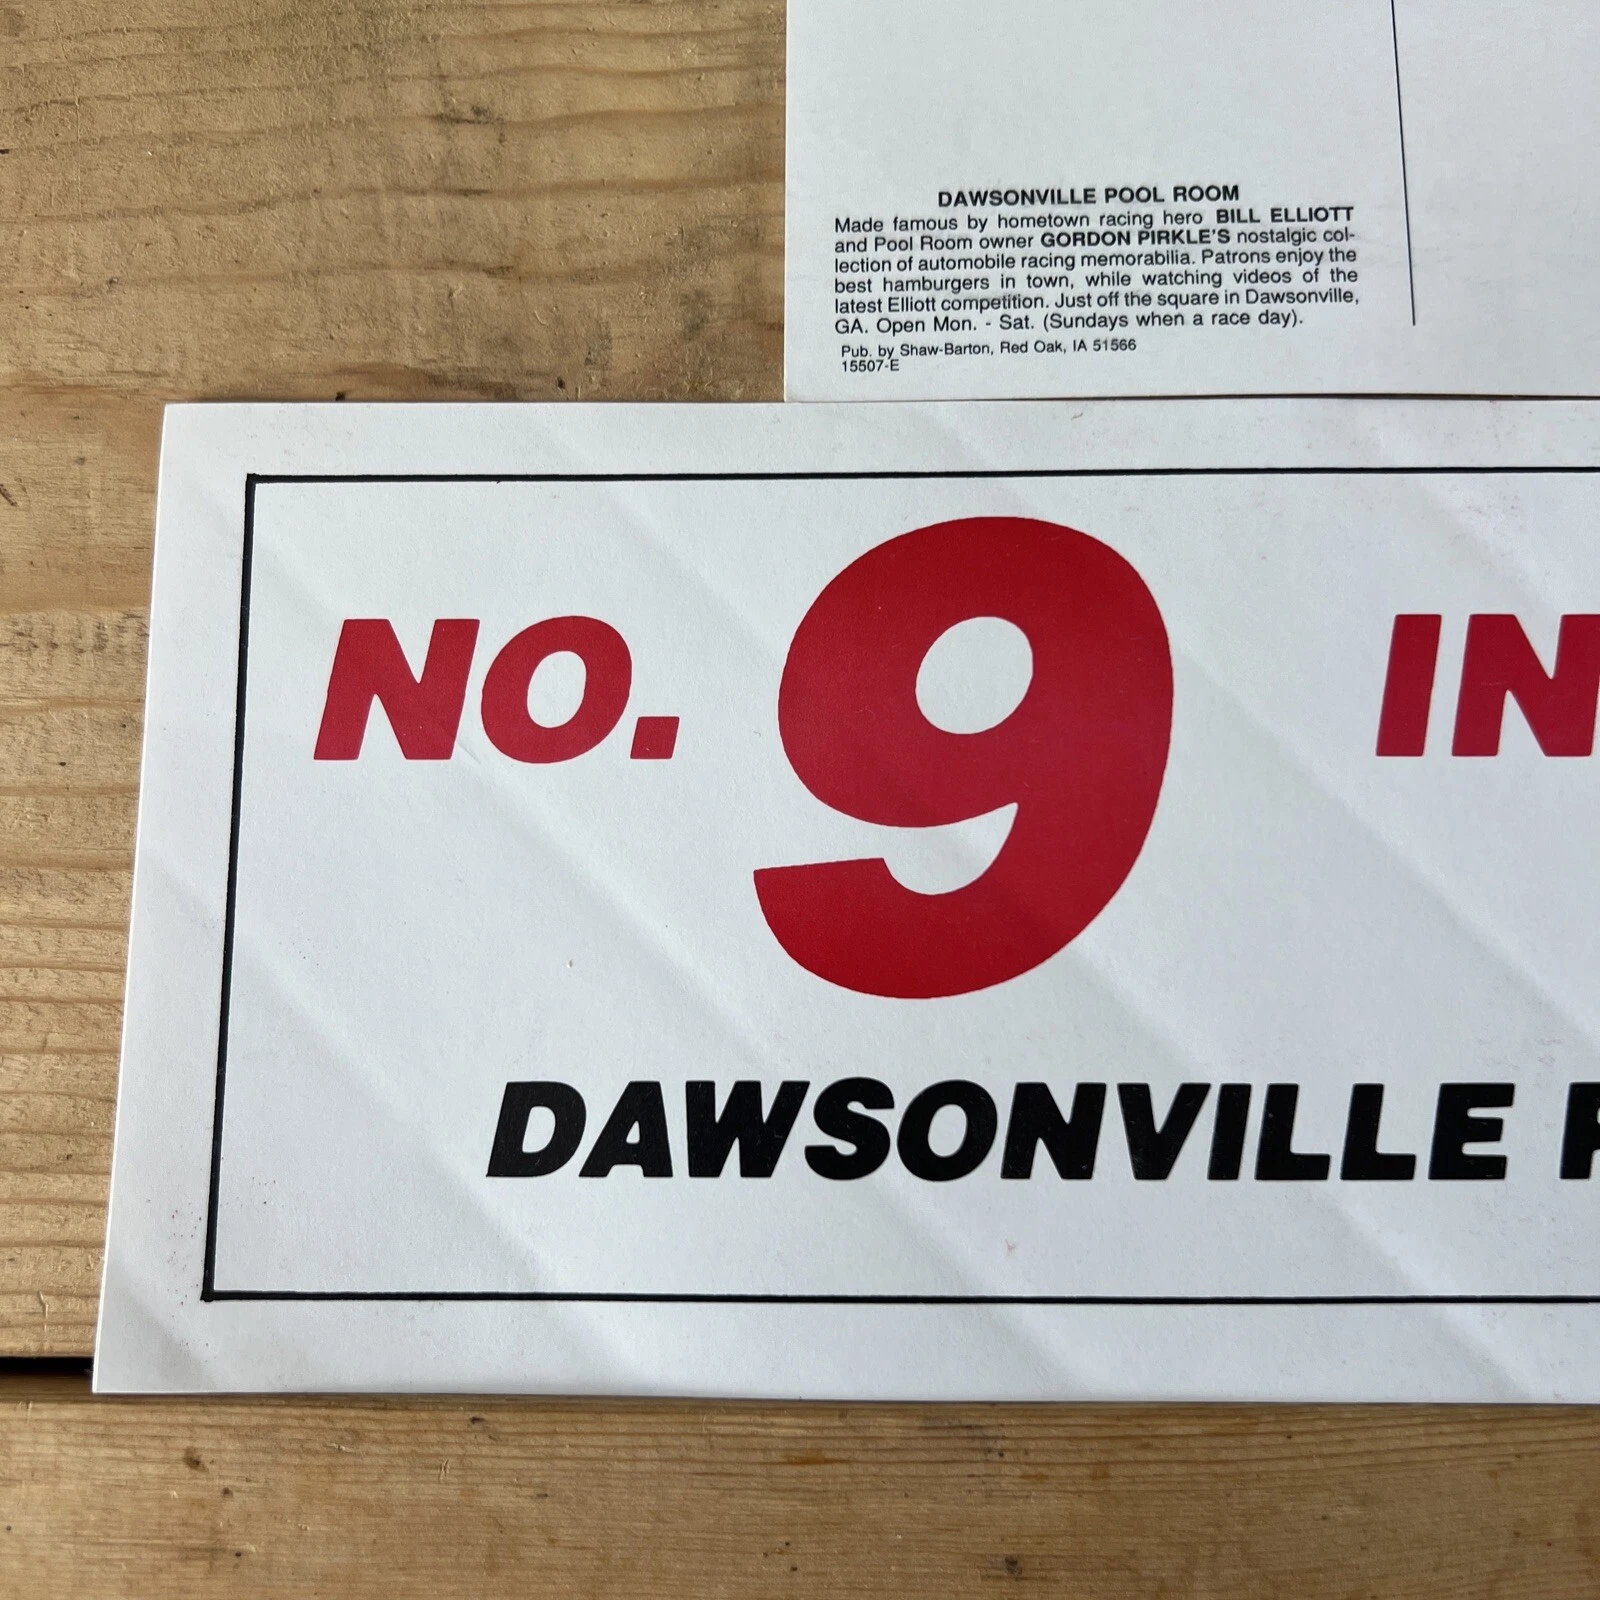 DAWSONVILLE POOL ROOM
Made famous by hometown racing hero BILL ELLIOTT
and Pool Room owner GORDON PIRKLE'S nostalgic col-
lection of automobile racing memorabilia. Patrons enjoy the
best hamburgers in town, while watching videos of the
latest Elliott competition. Just off the square in Dawsonville,
GA. Open Mon. - Sat. (Sundays when a race day).
Pub. by Shaw-Barton, Red Oak, IA 51566
15507-E
NO. 9 IN
DAWSONVILLE